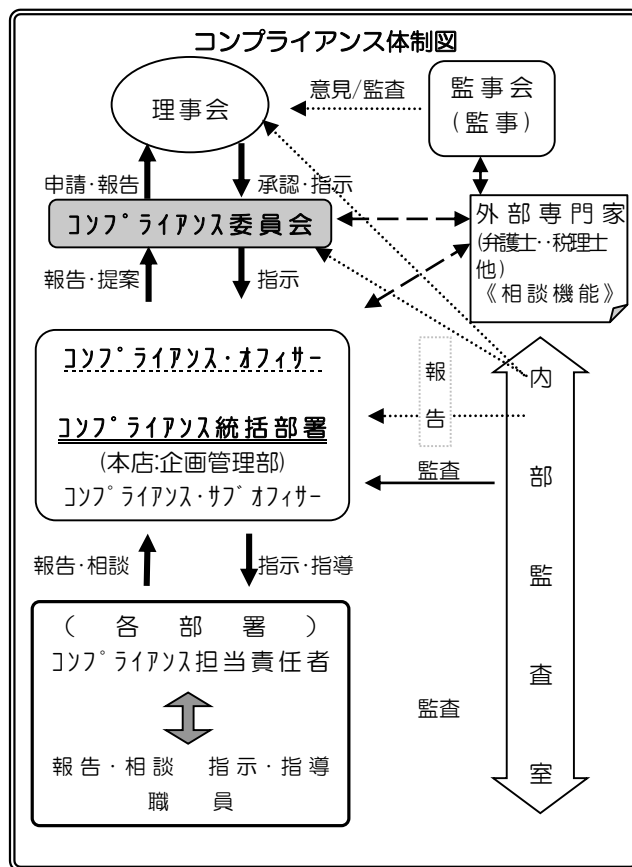 コンプライアンス体制図
理事会
意見/監査
監事会
(監事)
申請・報告
承認・指示
ｺﾝﾌﾟﾗｲｱﾝｽ委員会
外部専門家
(弁護士・・税理士
他)
《相談機能》
報告・提案
指示
ｺﾝﾌﾟﾗｲｱﾝｽ・ｵﾌｨｻｰ
ｺﾝﾌﾟﾗｲｱﾝｽ統括部署
(本店:企画管理部)
ｺﾝﾌﾟﾗｲｱﾝｽ・ｻﾌﾞｵﾌｨｻｰ
報告
監査
内部監査室
報告・相談
指示・指導
(各部署)
ｺﾝﾌﾟﾗｲｱﾝｽ担当責任者
監査
報告・相談 指示・指導
職員